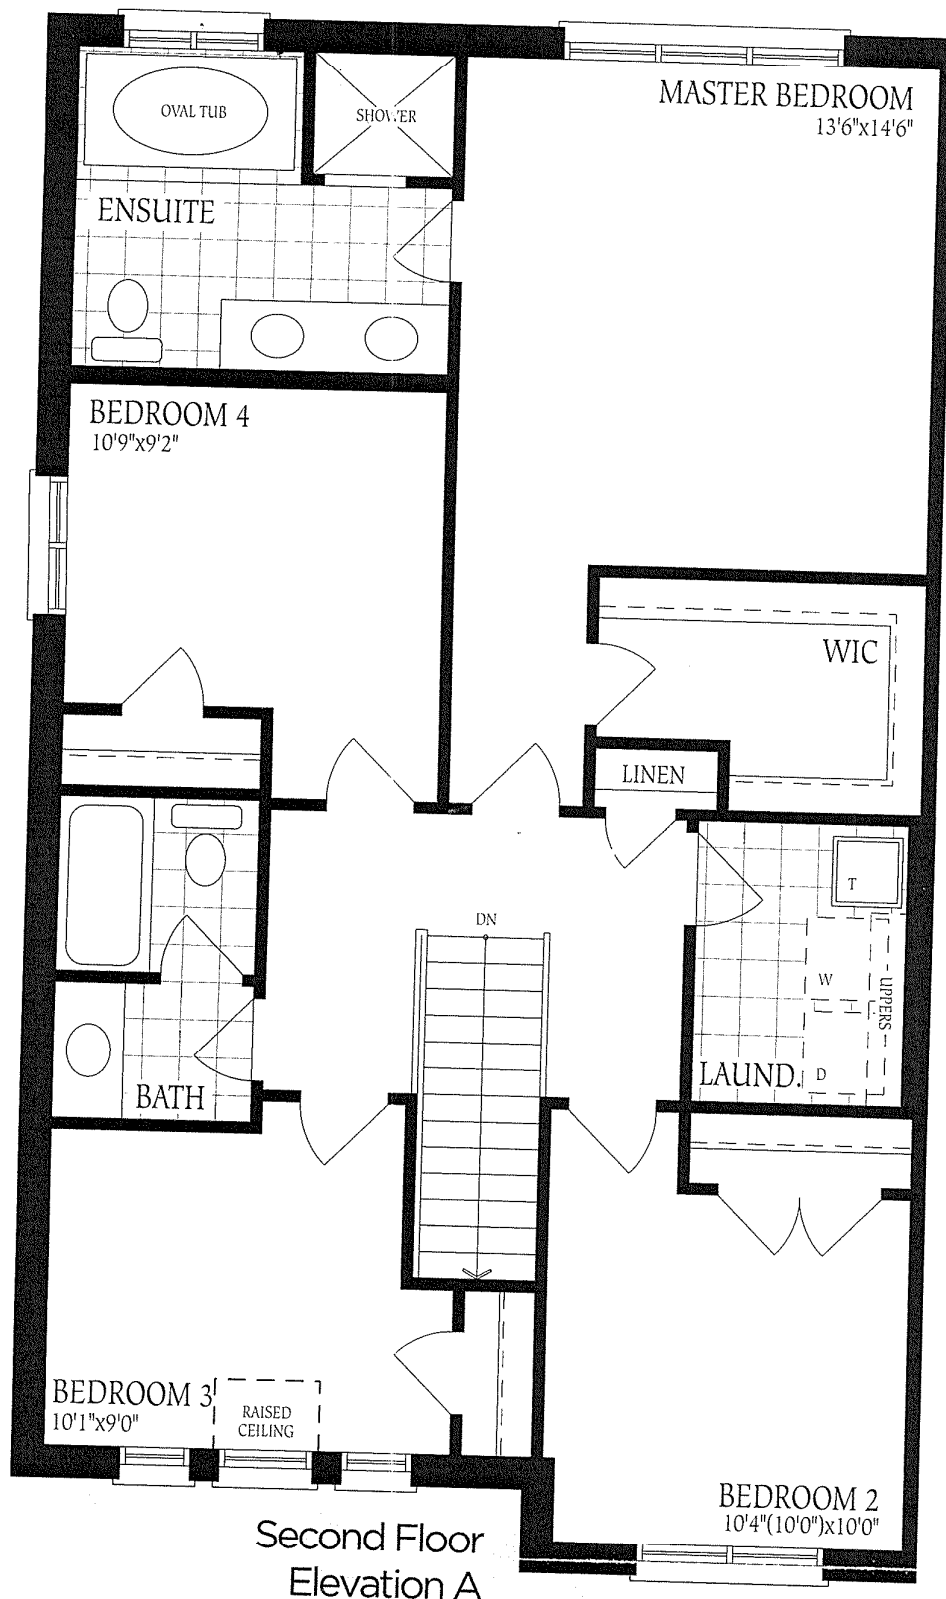 OVAL TUB
SHOWER
MASTER BEDROOM
13'6"x14'6"
ENSUITE
BEDROOM 4
10'9"x9'2"
WIC
LINEN
T
DN
W
UPPERS
LAUND.
D
BATH
BEDROOM 3
10'1"x9'0"
RAISED
CEILING
BEDROOM 2
10'4"(10'0")x10'0"
Second Floor
Elevation A